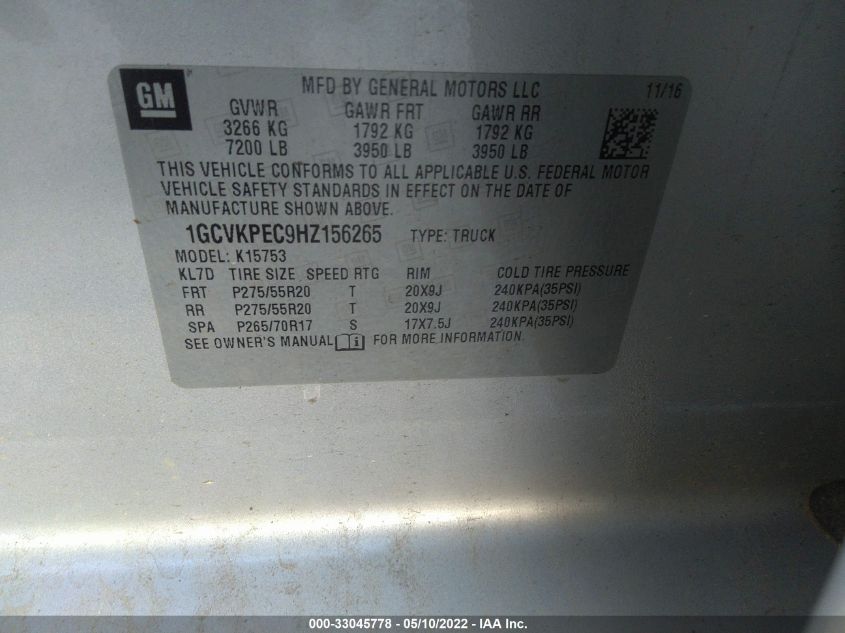 GM
MFD BY GENERAL MOTORS LLC 11/16
GVWR GAWR FRT GAWR RR
3266 KG 1792 KG 1792 KG
7200 LB 3950 LB 3950 LB
THIS VEHICLE CONFORMS TO ALL APPLICABLE U.S. FEDERAL MOTOR
VEHICLE SAFETY STANDARDS IN EFFECT ON THE DATE OF
MANUFACTURE SHOWN ABOVE.
1GCVKPEC9HZ156265 TYPE: TRUCK
MODEL: K15753
KL7D TIRE SIZE SPEED RTG RIM COLD TIRE PRESSURE
FRT P275/55R20 T 20X9J 240KPA(35PSI)
RR P275/55R20 T 20X9J 240KPA(35PSI)
SPA P265/70R17 S 17X7.5J 240KPA(35PSI)
SEE OWNER'S MANUAL i FOR MORE INFORMATION.
000-33045778 - 05/10/2022 - IAA Inc.